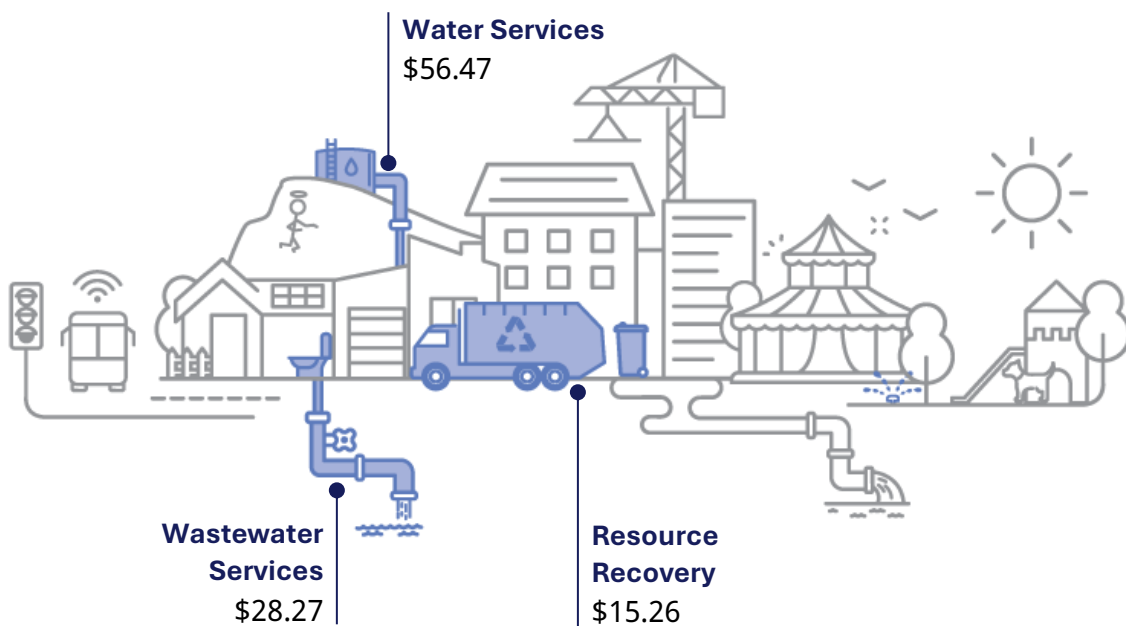 Water Services
$56.47
Wastewater
Services
$28.27
Resource
Recovery
$15.26